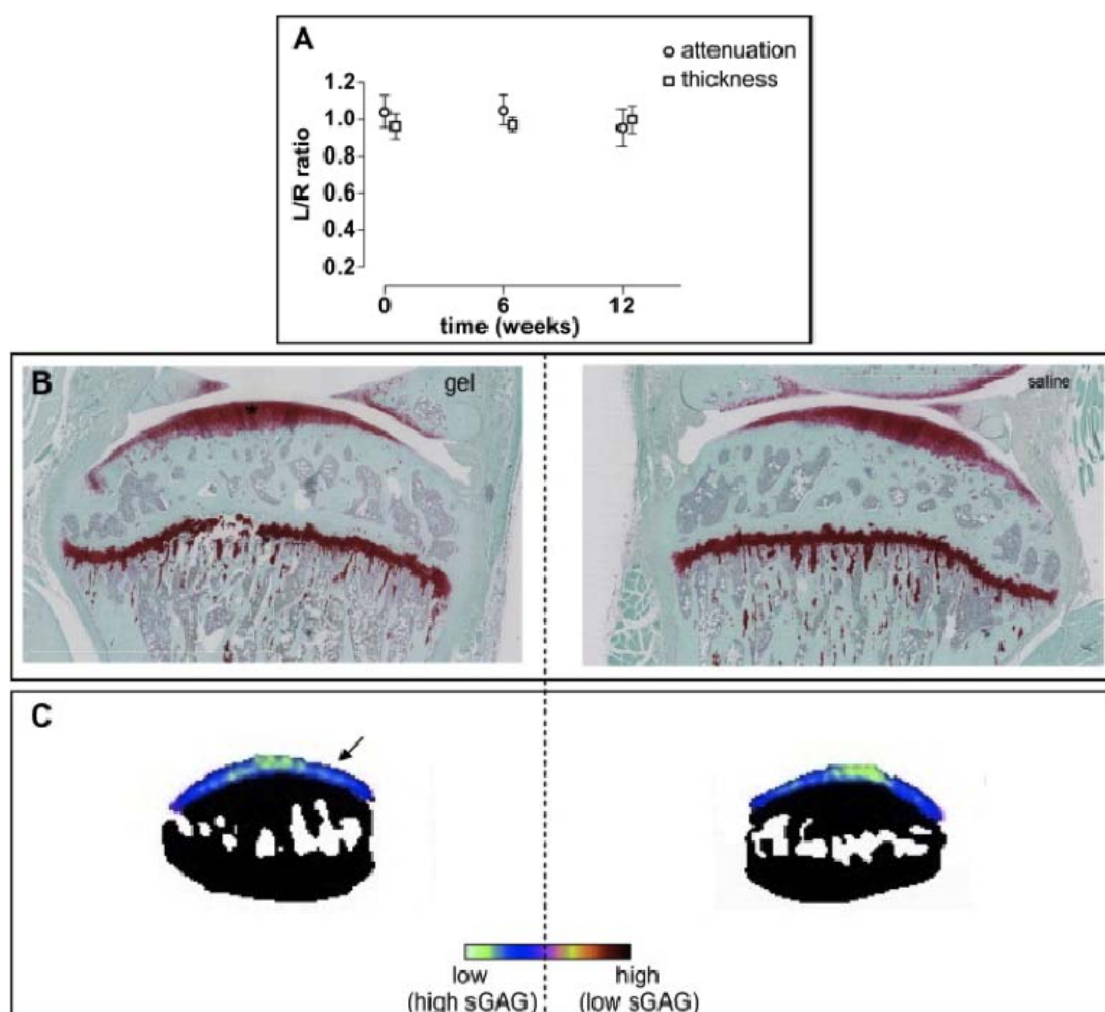 A
attenuation
thickness
1.2
1.0
0.8
0.6
0.4
0.2
L/R ratio
0 6 12
time (weeks)
B
gel
saline
*
C
low high
(high sGAG) (low sGAG)